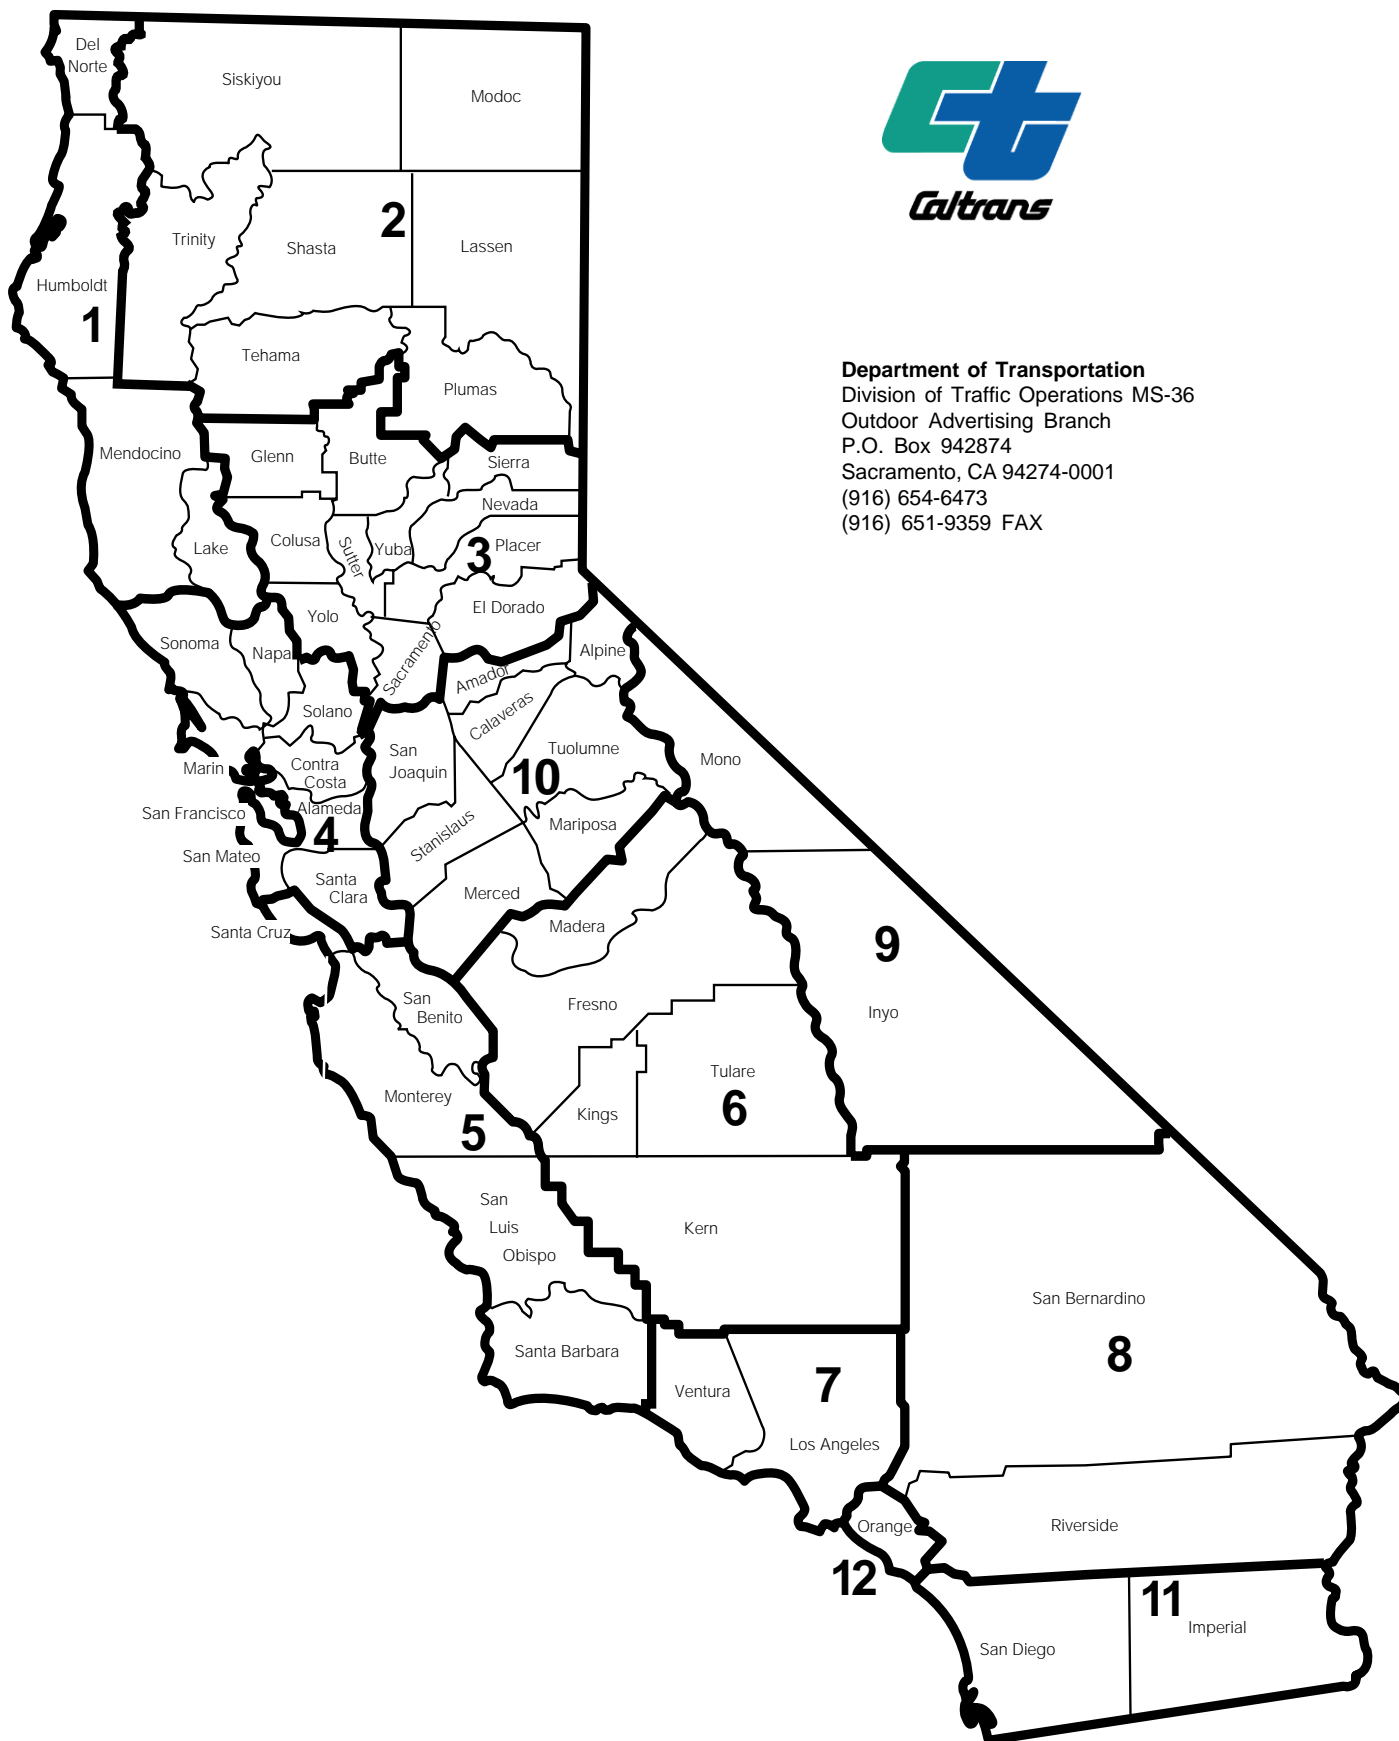 Del
Norte
Siskiyou
Modoc
Caltrans
2
Trinity
Shasta
Lassen
Humboldt
1
Tehama
Plumas
Department of Transportation
Division of Traffic Operations MS-36
Outdoor Advertising Branch
P.O. Box 942874
Sacramento, CA 94274-0001
(916) 654-6473
(916) 651-9359 FAX
Mendocino
Glenn
Butte
Sierra
Nevada
Lake
Colusa
Sutter
Yuba
3
Placer
El Dorado
Yolo
Sonoma
Napa
Sacramento
Alpine
Amador
Solano
Calaveras
Marin
Contra
Costa
San
Joaquin
Tuolumne
10
Mono
San Francisco
Alameda
4
Stanislaus
Mariposa
San Mateo
Santa
Clara
Merced
Santa Cruz
Madera
9
San
Benito
Fresno
Inyo
Monterey
5
Kings
Tulare
6
San
Luis
Obispo
Kern
San Bernardino
Santa Barbara
Ventura
7
8
Los Angeles
Orange
Riverside
12
11
San Diego
Imperial